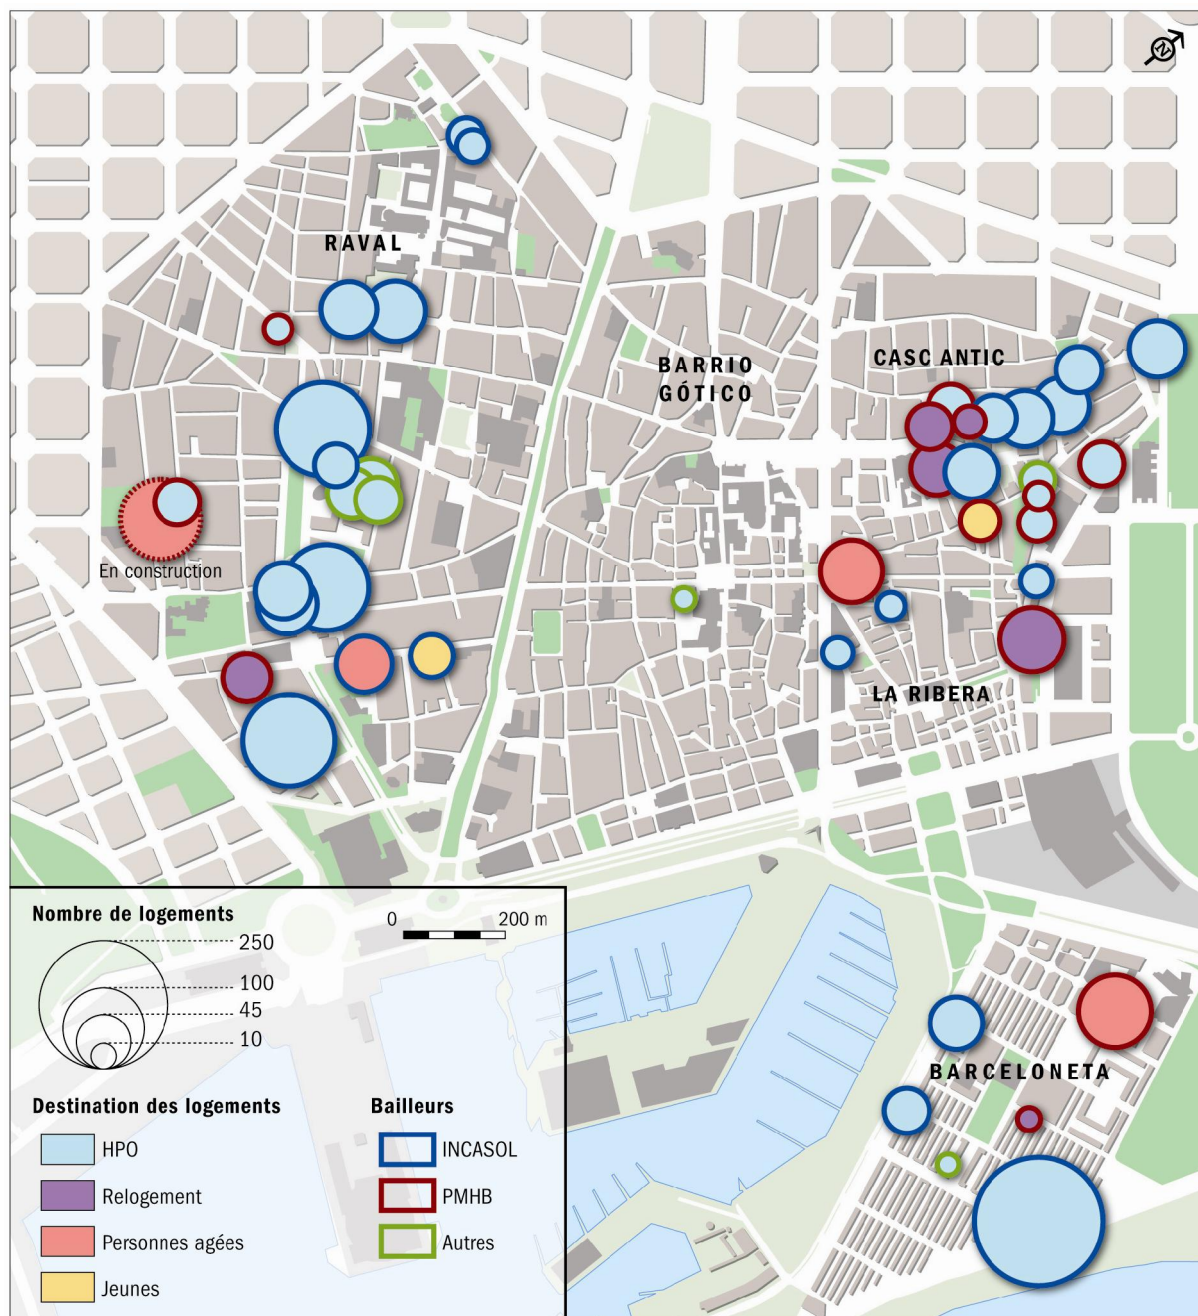 N
RAVAL
BARRIO
GÓTICO
CASC ANTIC
En construction
LA RIBERA
BARCELONETA
Nombre de logements
250
100
45
10
0 200 m
Destination des logements
HPO
Relogement
Personnes agées
Jeunes
Bailleurs
INCASOL
PMHB
Autres